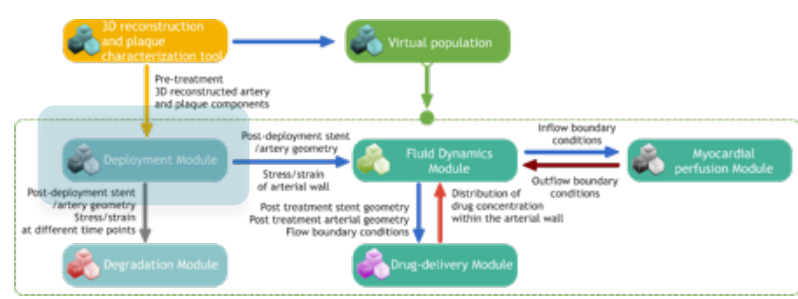 3D reconstruction
and plaque
characterization tool
Virtual population
Pre-treatment
3D reconstructed artery
and plaque components
Deployment Module
Post-deployment stent
/artery geometry
Stress/strain
of arterial wall
Fluid Dynamics
Module
Inflow boundary
conditions
Outflow boundary
conditions
Myocardial
perfusion Module
Post-deployment stent
/artery geometry
Stress/strain
at different time points
Post treatment stent geometry
Post treatment arterial geometry
Flow boundary conditions
Distribution of
drug concentration
within the arterial wall
Degradation Module
Drug-delivery Module